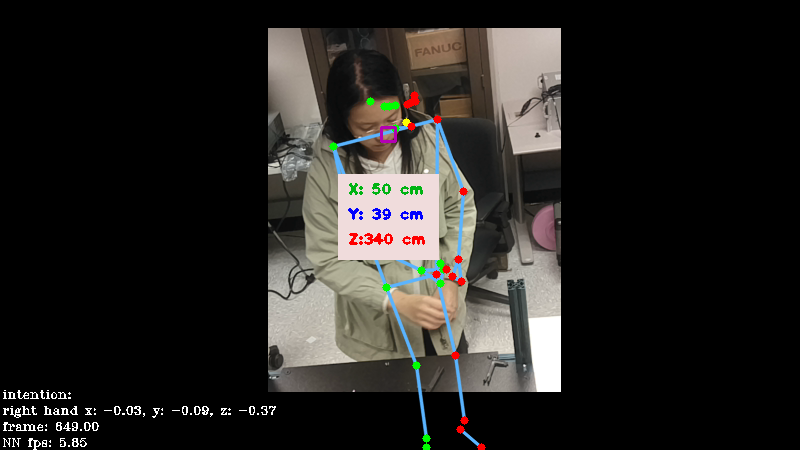 FANUC
X: 50 cm
Y: 39 cm
Z:340 cm
intention:
right hand x: -0.03, y: -0.09, z: -0.37
frame: 649.00
NN fps: 5.85